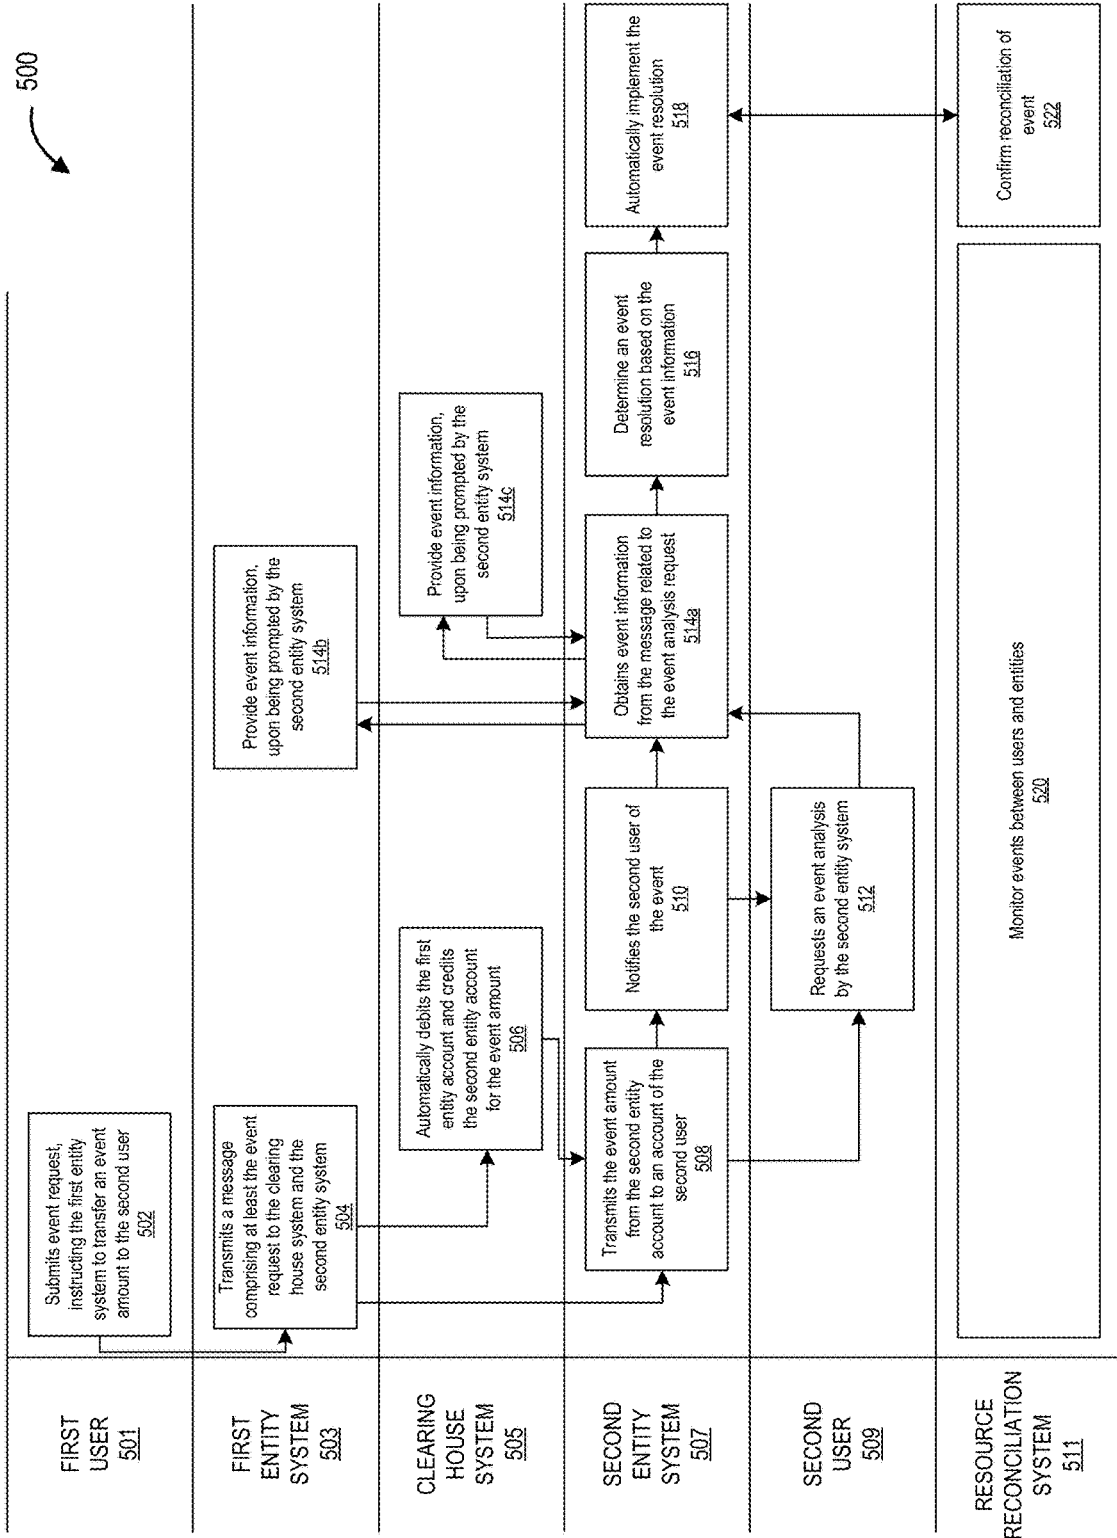 500
FIRST
USER
501
Submits event request,
instructing the first entity
system to transfer an event
amount to the second user
502
FIRST
ENTITY
SYSTEM
503
Transmits a message
comprising at least the event
request to the clearing
house system and the
second entity system
504
Provide event information,
upon being prompted by the
second entity system
514b
CLEARING
HOUSE
SYSTEM
505
Automatically debits the first
entity account and credits
the second entity account
for the event amount
506
Provide event information,
upon being prompted by the
second entity system
514c
SECOND
ENTITY
SYSTEM
507
Transmits the event amount
from the second entity
account to an account of the
second user
508
Notifies the second user of
the event
510
Obtains event information
from the message related to
the event analysis request
514a
Determine an event
resolution based on the
event information
516
Automatically implement the
event resolution
518
SECOND
USER
509
Requests an event analysis
by the second entity system
512
RESOURCE
RECONCILIATION
SYSTEM
511
Monitor events between users and entities
520
Confirm reconciliation of
event
522